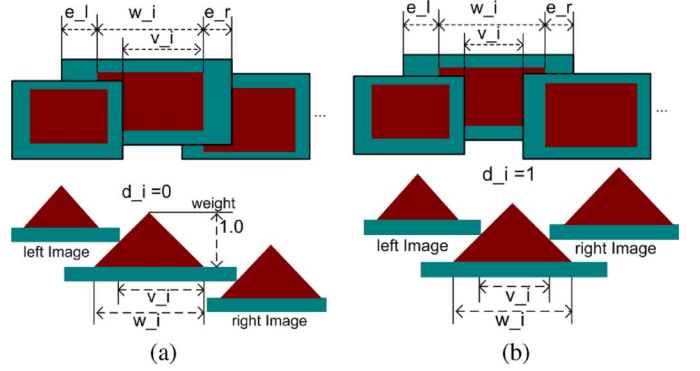 e_l w_i e_r
v_i
...
d_i=0
weight
1.0
left Image
v_i
w_i
right Image
(a)
e_l w_i e_r
v_i
...
d_i =1
left Image
right Image
v_i
w_i
(b)